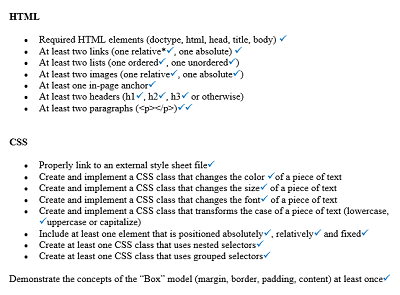 HTML
• Required HTML elements (doctype, html, head, title, body) ✓
• At least two links (one relative*✓, one absolute) ✓
• At least two lists (one ordered✓, one unordered✓)
• At least two images (one relative✓, one absolute✓)
• At least one in-page anchor✓
• At least two headers (h1✓, h2✓, h3✓ or otherwise)
• At least two paragraphs (<p></p>)✓✓
CSS
• Properly link to an external style sheet file✓
• Create and implement a CSS class that changes the color ✓of a piece of text
• Create and implement a CSS class that changes the size✓ of a piece of text
• Create and implement a CSS class that changes the font✓ of a piece of text
• Create and implement a CSS class that transforms the case of a piece of text (lowercase,
✓uppercase or capitalize)
• Include at least one element that is positioned absolutely✓, relatively✓ and fixed✓
• Create at least one CSS class that uses nested selectors✓
• Create at least one CSS class that uses grouped selectors✓
Demonstrate the concepts of the “Box” model (margin, border, padding, content) at least once✓